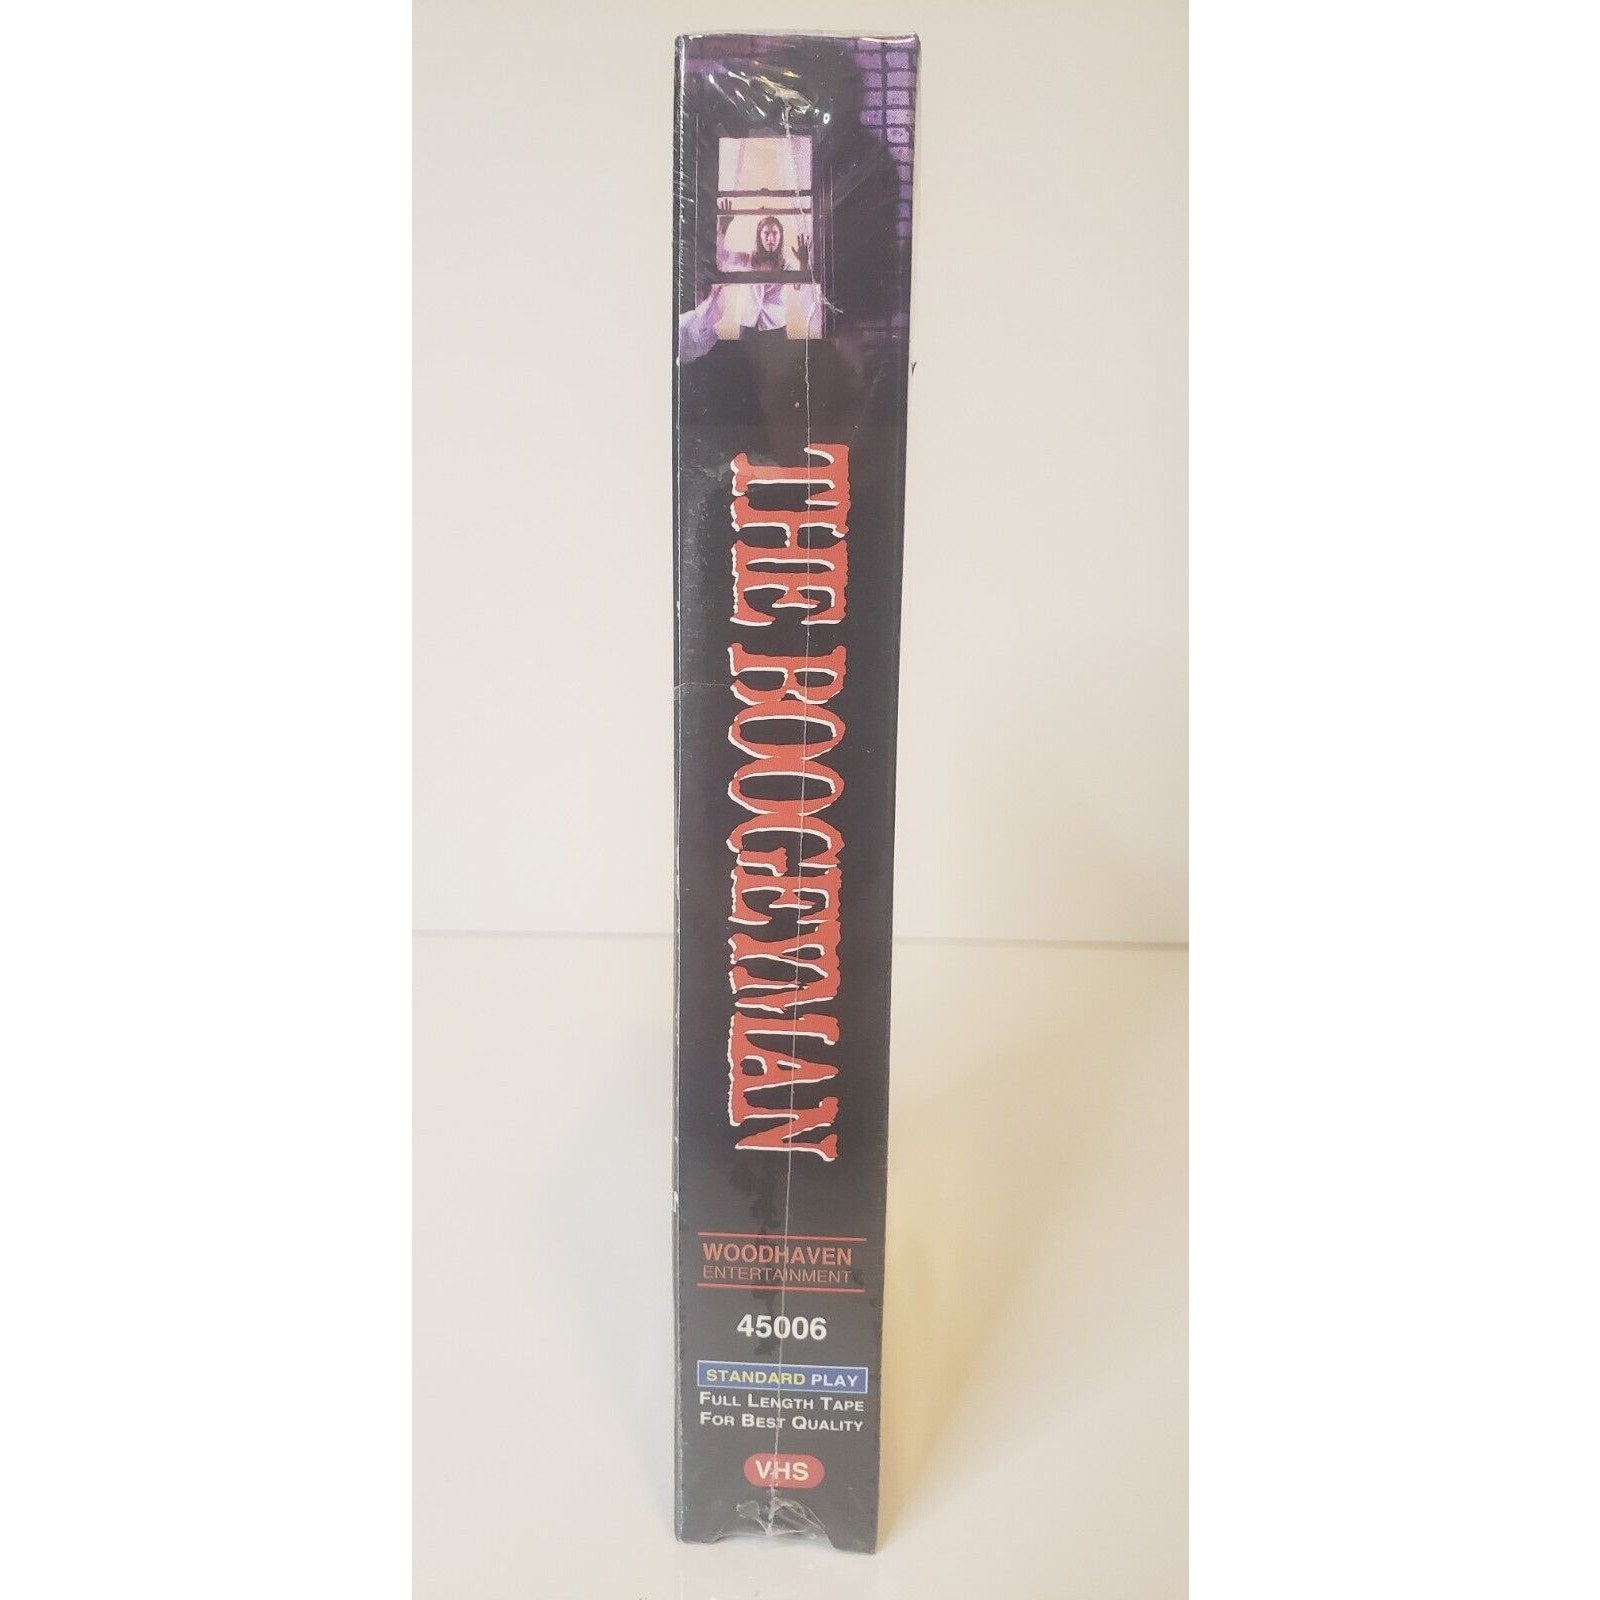 THE BOOGEYMAN
WOODHAVEN
ENTERTAINMENT
45006
STANDARD PLAY
FULL LENGTH TAPE
FOR BEST QUALITY
VHS